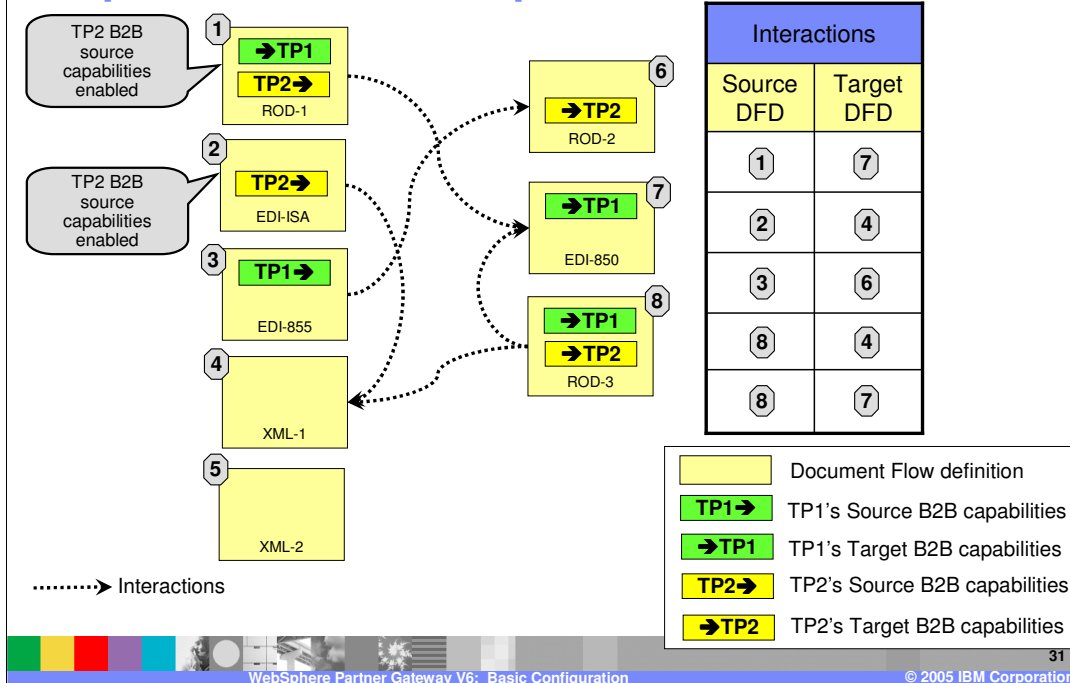 TP2 B2B
source
capabilities
enabled
1
➔TP1
TP2➔
ROD-1
TP2 B2B
source
capabilities
enabled
2
TP2➔
EDI-ISA
3
TP1➔
EDI-855
4
XML-1
5
XML-2
6
➔TP2
ROD-2
7
➔TP1
EDI-850
8
➔TP1
➔TP2
ROD-3
Interactions
Source DFD
Target DFD
1 7
2 4
3 6
8 4
8 7
Interactions
Document Flow definition
TP1➔ TP1's Source B2B capabilities
➔TP1 TP1's Target B2B capabilities
TP2➔ TP2's Source B2B capabilities
➔TP2 TP2's Target B2B capabilities
31
WebSphere Partner Gateway V6: Basic Configuration
© 2005 IBM Corporation